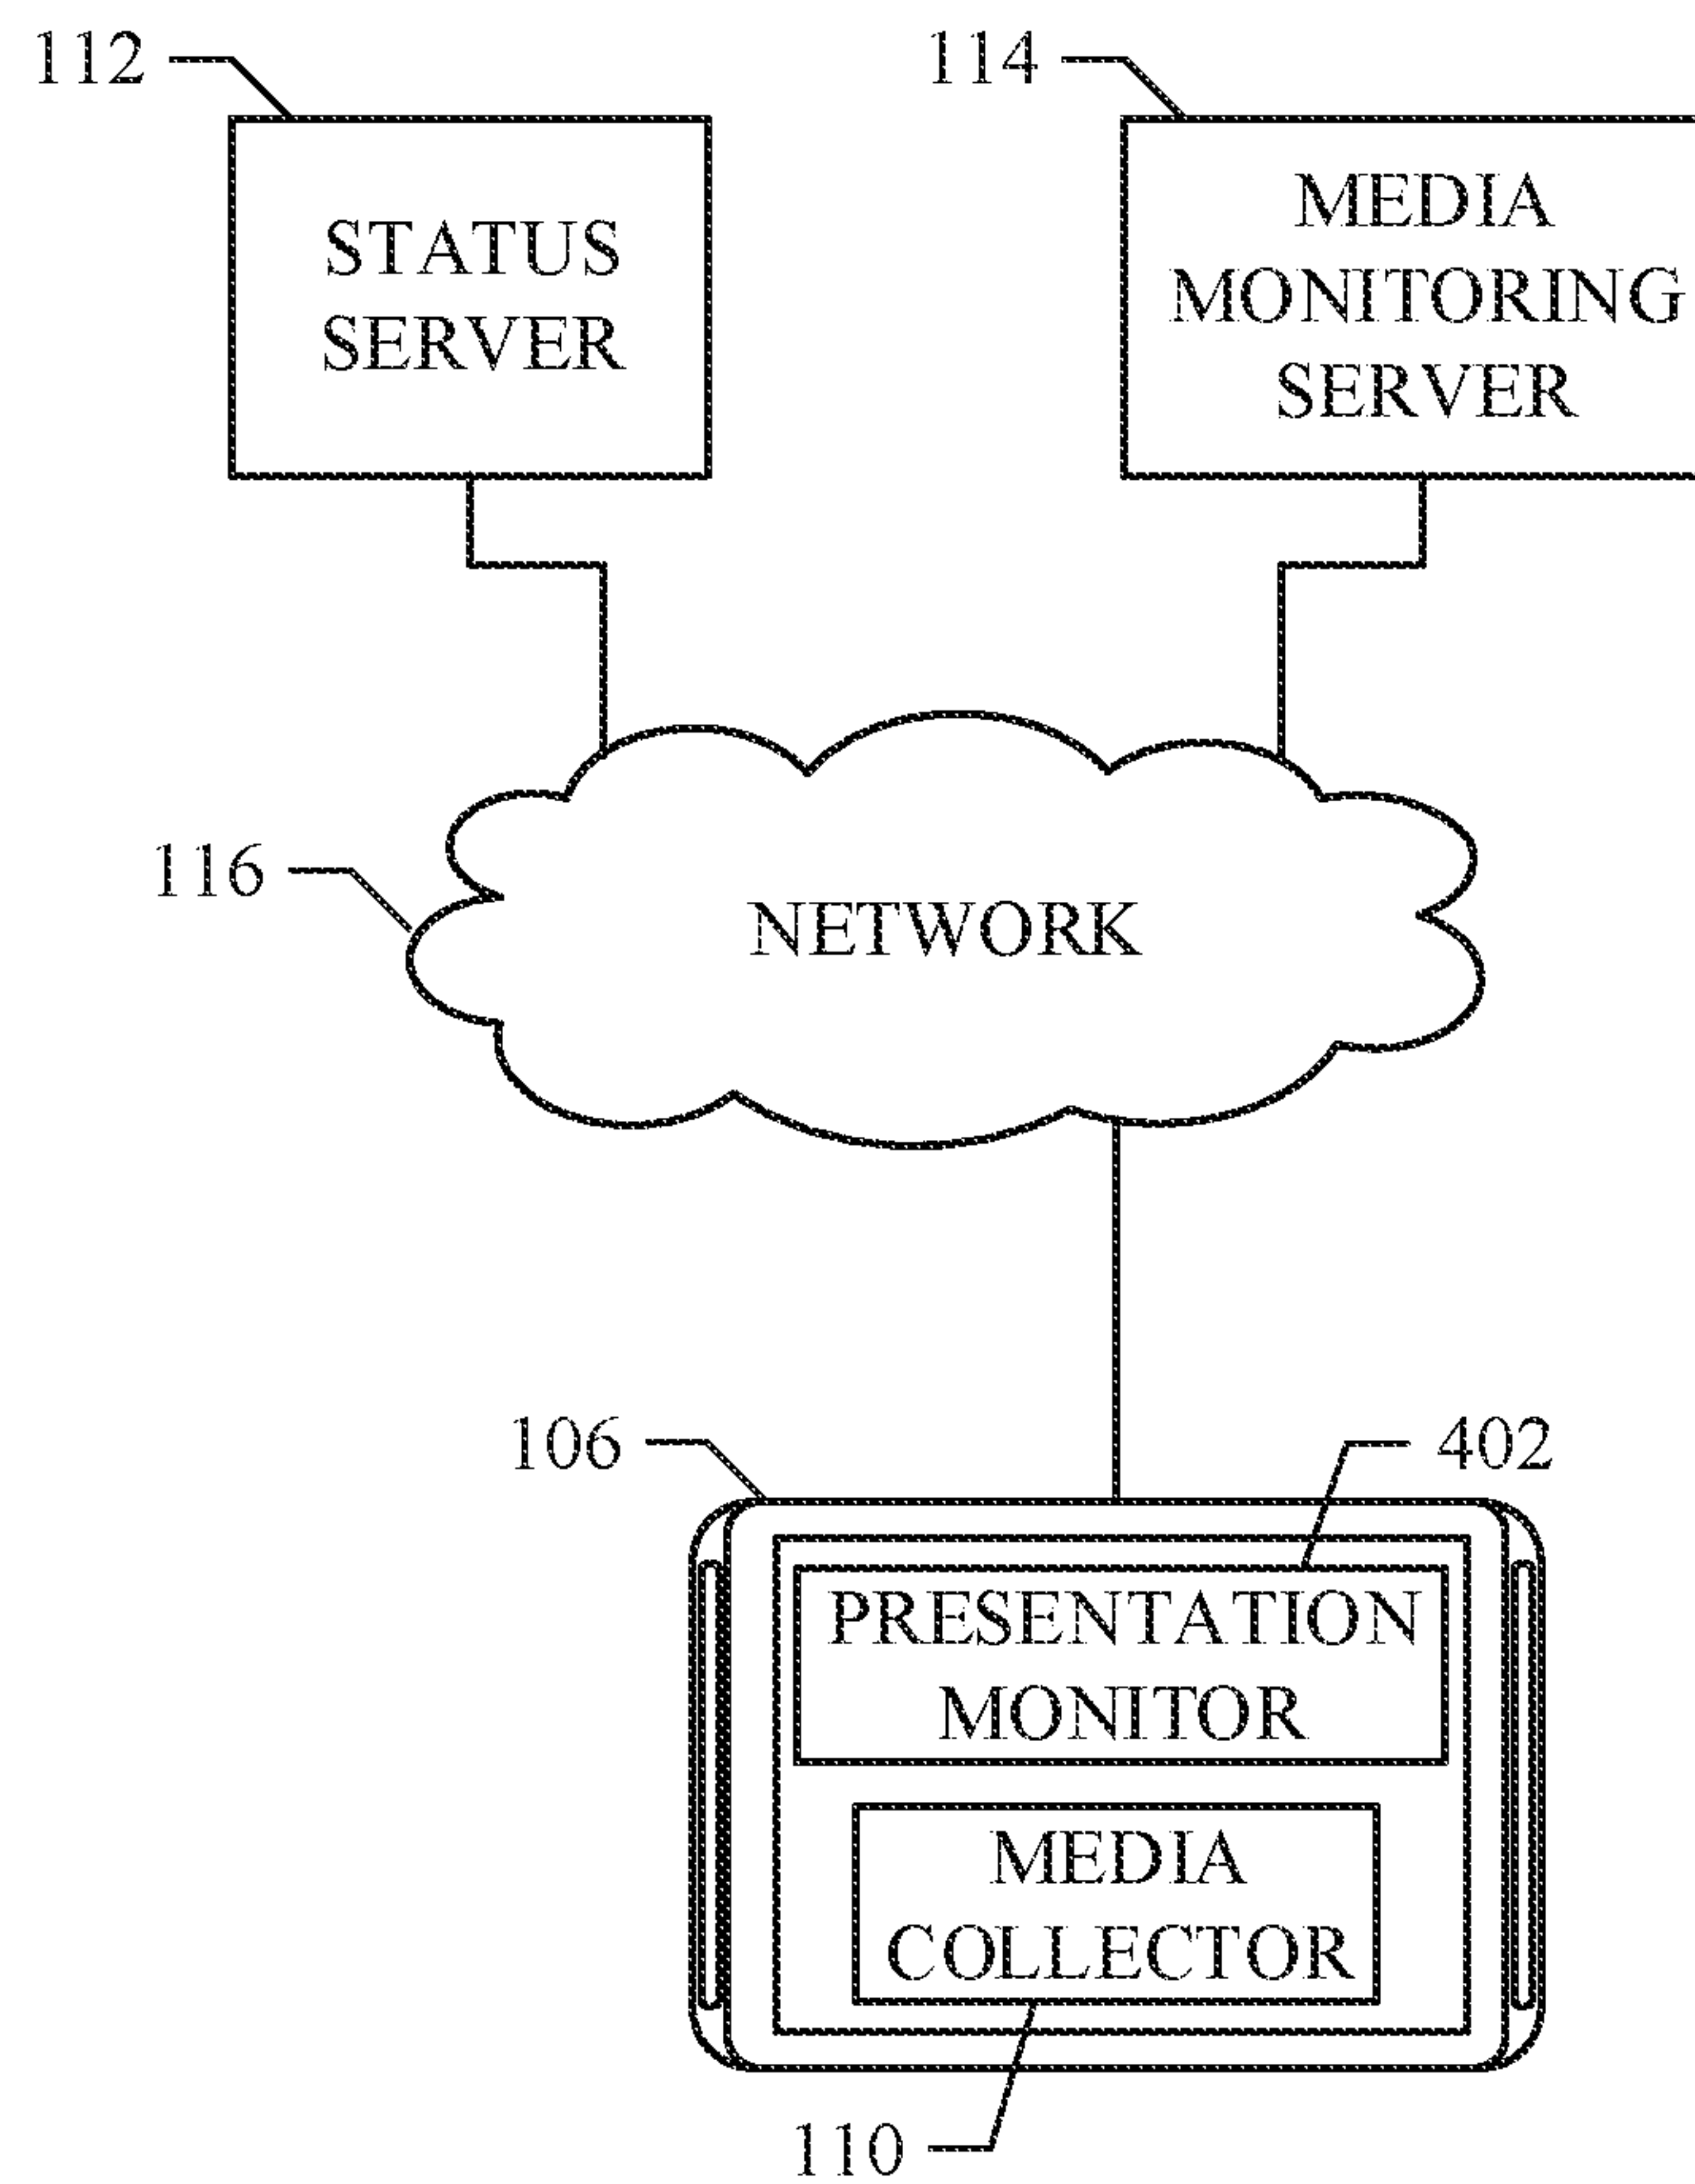 112
114
STATUS
SERVER
MEDIA
MONITORING
SERVER
116
NETWORK
106
402
PRESENTATION
MONITOR
MEDIA
COLLECTOR
110